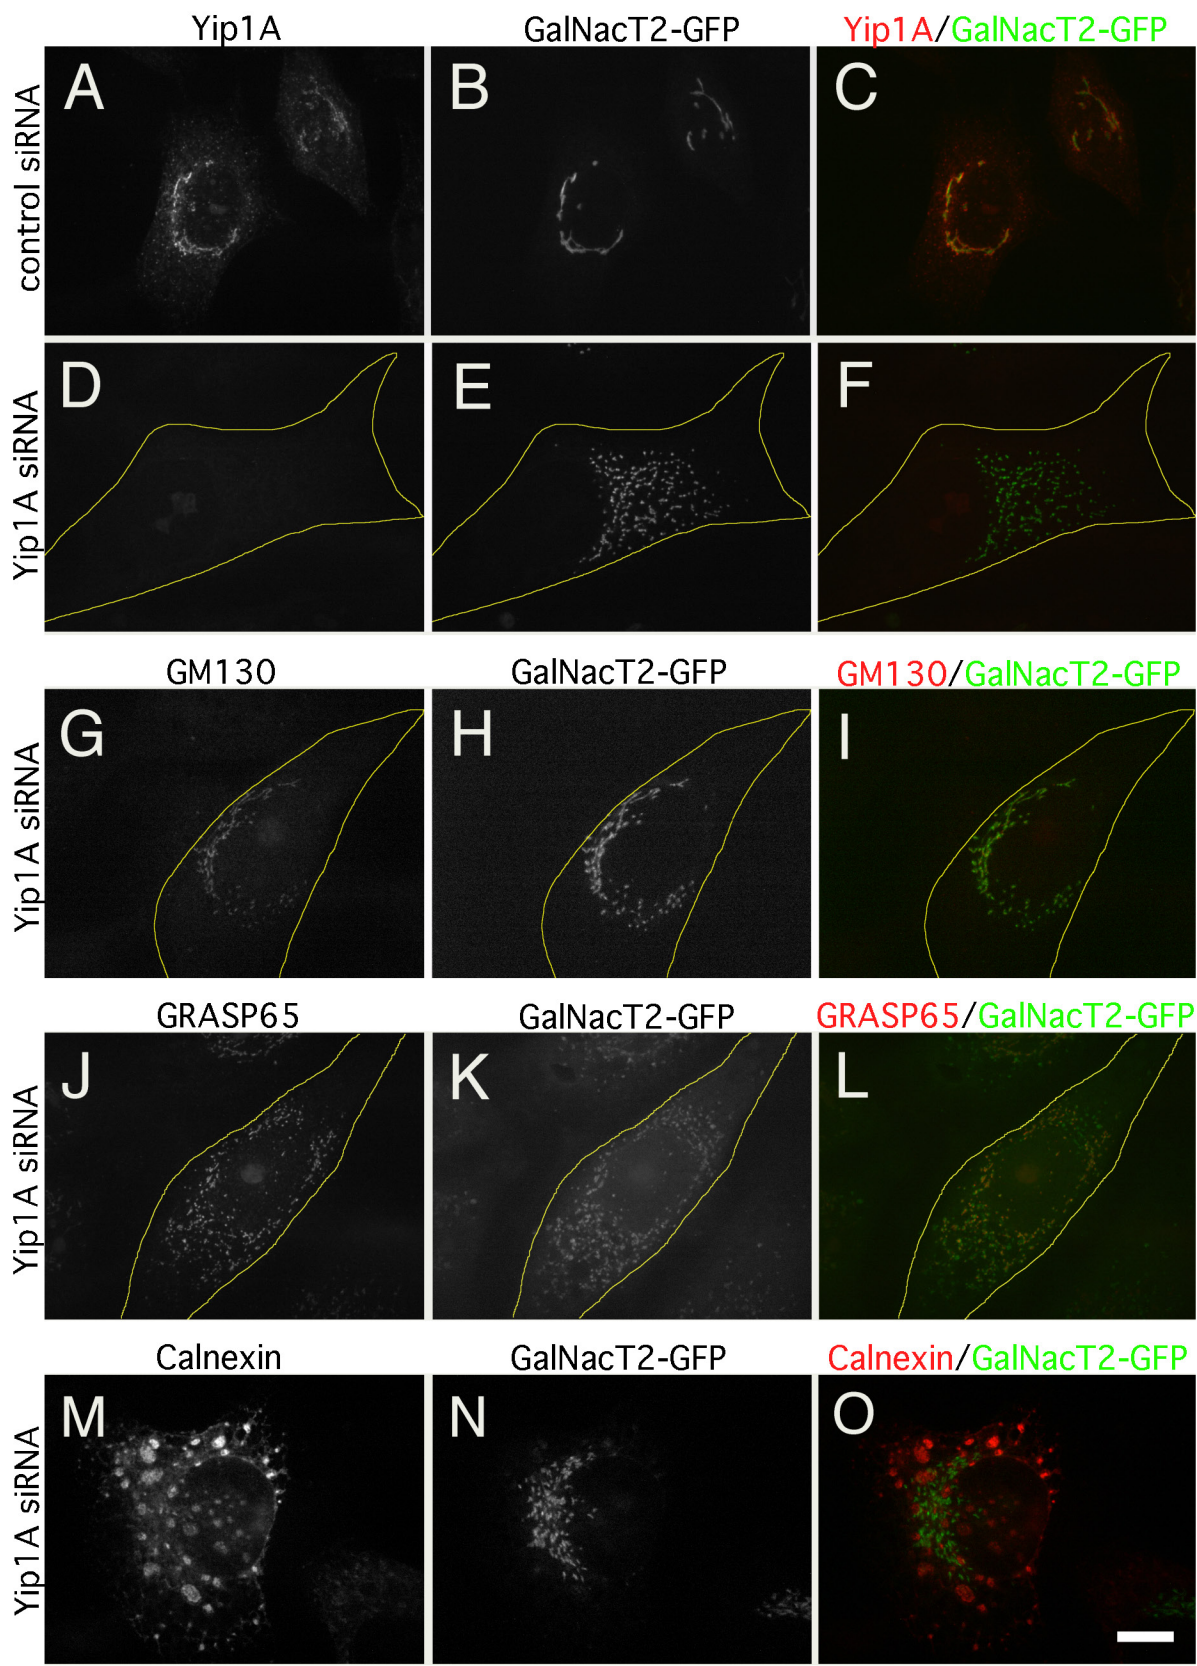 Yip1A GalNacT2-GFP Yip1A/GalNacT2-GFP
control siRNA
A B C
Yip1A siRNA
D E F
GM130 GalNacT2-GFP GM130/GalNacT2-GFP
Yip1A siRNA
G H I
GRASP65 GalNacT2-GFP GRASP65/GalNacT2-GFP
Yip1A siRNA
J K L
Calnexin GalNacT2-GFP Calnexin/GalNacT2-GFP
Yip1A siRNA
M N O